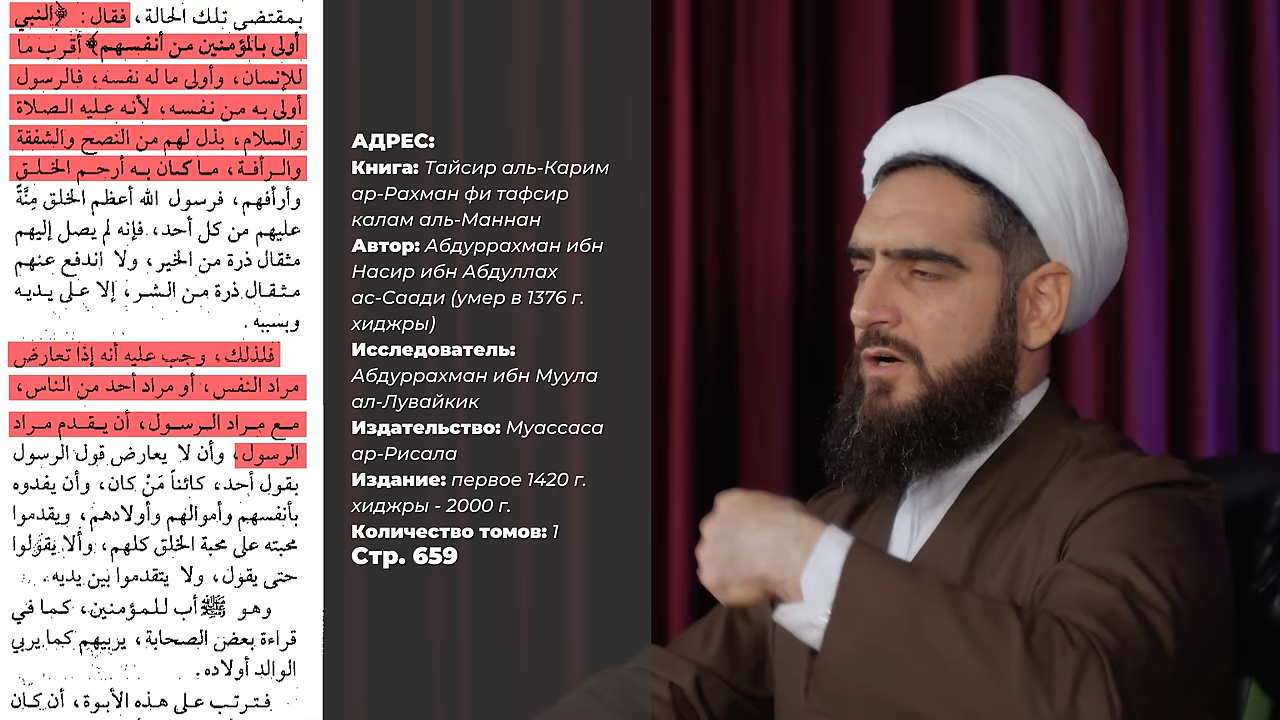 بمقتضى تلك الحالة، فقال: ﴿النبي
أولى بالمؤمنين من أنفسهم﴾ أقرب ما
للإنسان، وأولى ما له نفسه، فالرسول
أولى به من نفسه، لأنه عليه الصلاة
والسلام، بذل لهم من النصح والشفقة
والرأفة، ما كان به أرحم الخلق
وأرأفهم، فرسول الله أعظم الخلق مِنَّةً
عليهم من كل أحد، فإنه لم يصل إليهم
مثقال ذرة من الخير، ولا اندفع عنهم
مثقال ذرة من الشر، إلا على يديه
وبسببه.
فلذلك، وجب عليه أنه إذا تعارض
مراد النفس، أو مراد أحد من الناس،
مع مراد الرسول، أن يقدم مراد
الرسول، وأن لا يعارض قول الرسول
بقول أحد، كائناً مَنْ كان، وأن يفدوه
بأنفسهم وأموالهم وأولادهم، ويقدموا
محبته على محبة الخلق كلهم، وألا يقولوا
حتى يقول، ولا يتقدموا بين يديه.
وهو ﷺ أب للمؤمنين، كما في
قراءة بعض الصحابة، يربيهم كما يربي
الوالد أولاده.
فترتب على هذه الأبوة، أن كان
АДРЕС:
Книга: Тайсир аль-Карим
ар-Рахман фи тафсир
калам аль-Маннан
Автор: Абдуррахман ибн
Насир ибн Абдуллах
ас-Саади (умер в 1376 г.
хиджры)
Исследователь:
Абдуррахман ибн Муула
ал-Лувайкик
Издательство: Муассаса
ар-Рисала
Издание: первое 1420 г.
хиджры - 2000 г.
Количество томов: 1
Стр. 659